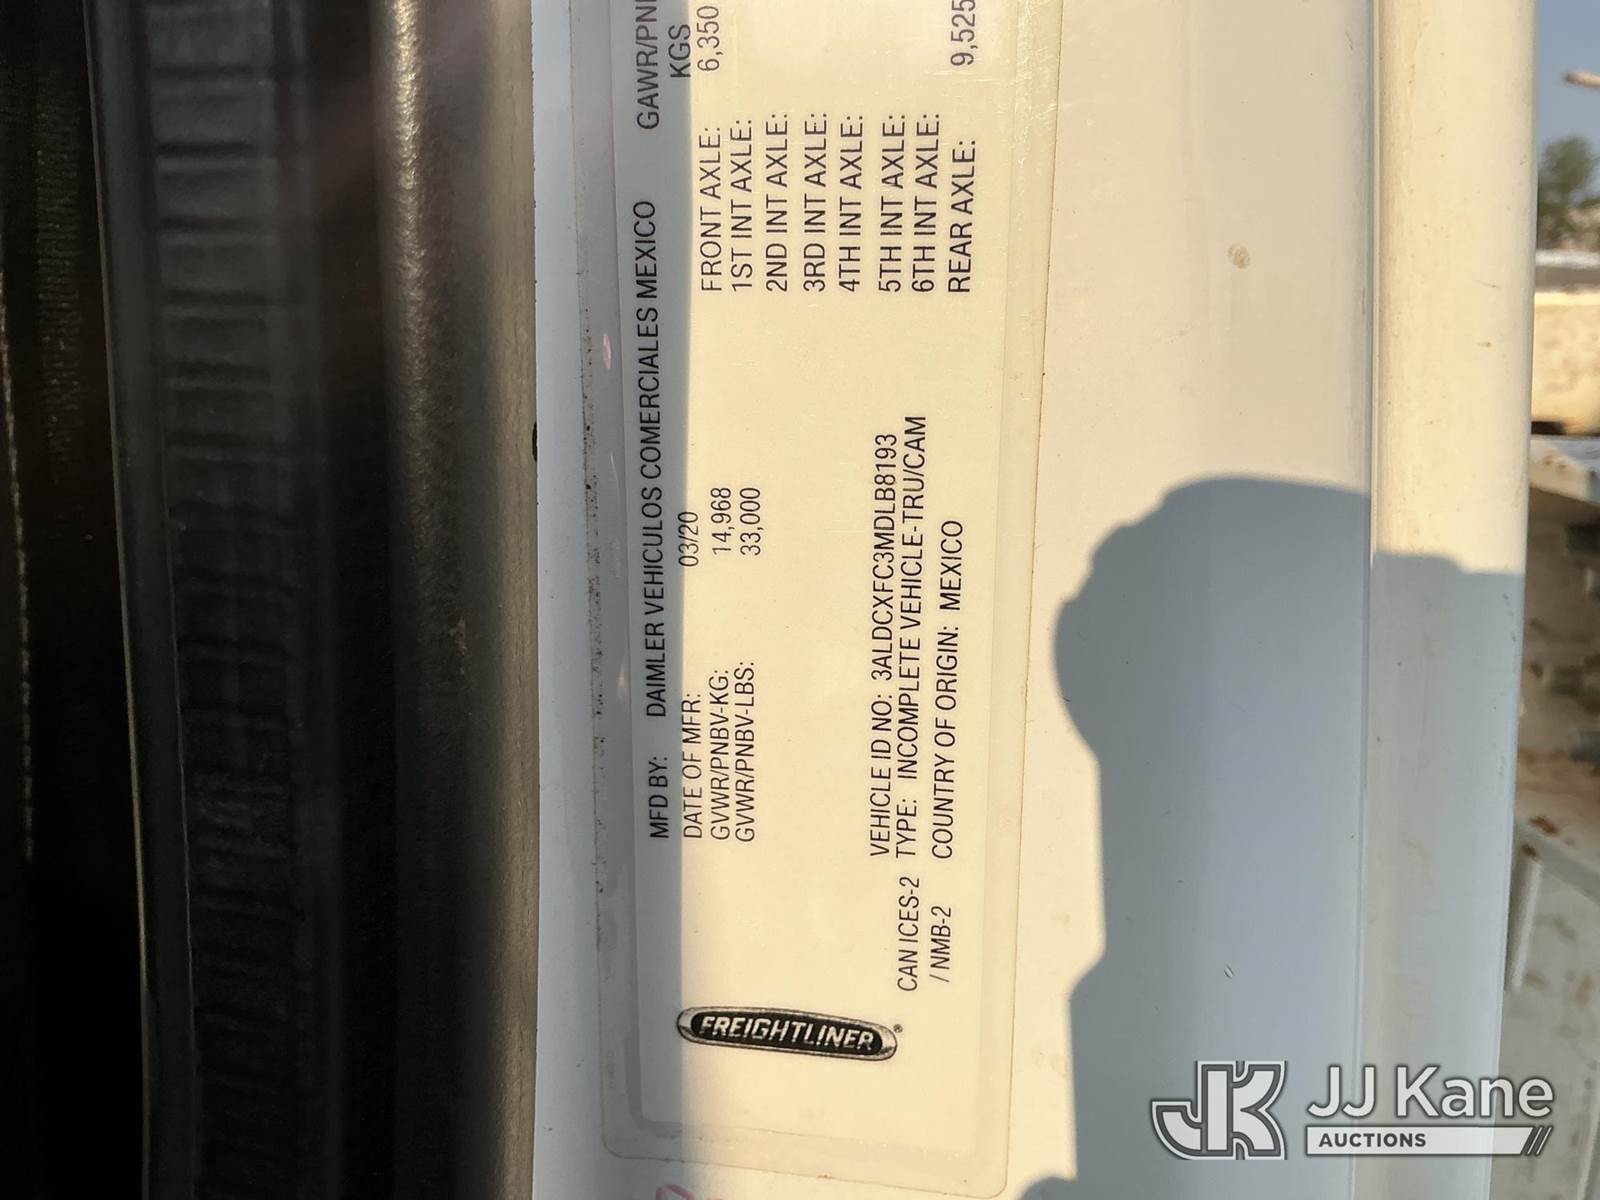 MFD BY: DAIMLER VEHICULOS COMERCIALES MEXICO GAWR/PN
DATE OF MFR: 03/20 KGS
GVWR/PNBV-KG: 14,968 FRONT AXLE: 6,350
GVWR/PNBV-LBS: 33,000 1ST INT AXLE:
2ND INT AXLE:
3RD INT AXLE:
4TH INT AXLE:
VEHICLE ID NO: 3ALDCXFC3MDLB8193 5TH INT AXLE:
CAN ICES-2 TYPE: INCOMPLETE VEHICLE-TRU/CAM 6TH INT AXLE:
/ NMB-2 COUNTRY OF ORIGIN: MEXICO REAR AXLE: 9,525
FREIGHTLINER®
JK JJ Kane
AUCTIONS